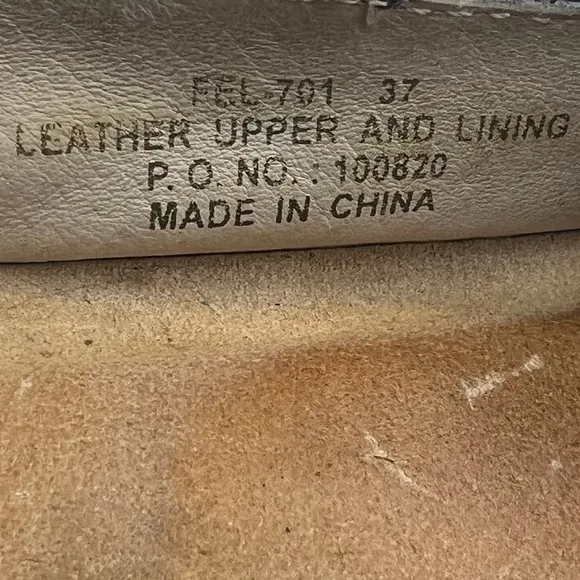 FEL-701 37
LEATHER UPPER AND LINING
P. O. NO. : 100820
MADE IN CHINA